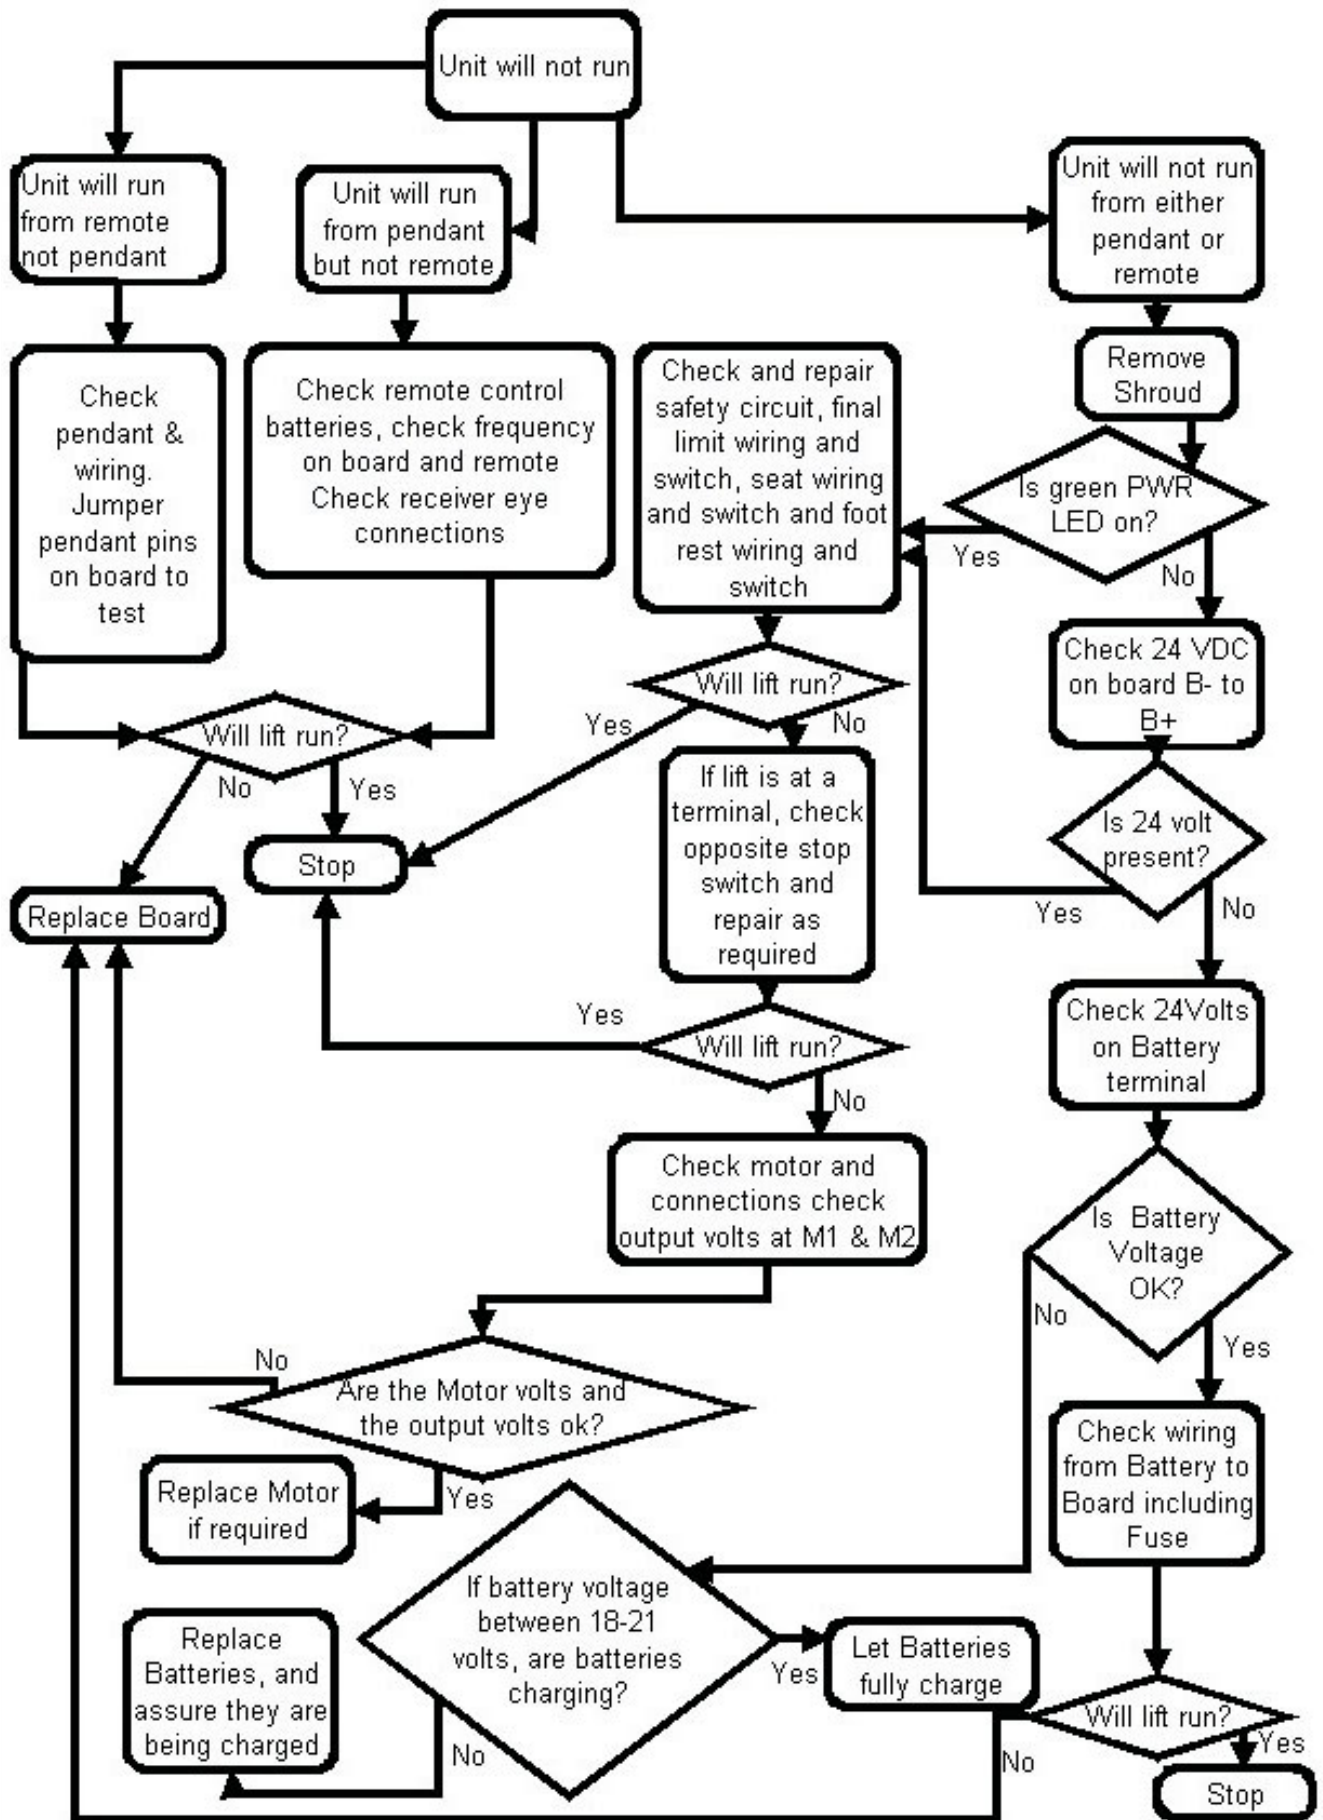 Unit will not run
Unit will run
from remote
not pendant
Unit will run
from pendant
but not remote
Unit will not run
from either
pendant or
remote
Remove
Shroud
Check
pendant &
wiring.
Jumper
pendant pins
on board to
test
Check remote control
batteries, check frequency
on board and remote
Check receiver eye
connections
Check and repair
safety circuit, final
limit wiring and
switch, seat wiring
and switch and foot
rest wiring and
switch
Is green PWR
LED on?
Yes
No
Check 24 VDC
on board B- to
B+
Will lift run?
Yes
No
Will lift run?
No
Yes
Stop
Replace Board
If lift is at a
terminal, check
opposite stop
switch and
repair as
required
Is 24 volt
present?
Yes
No
Check 24Volts
on Battery
terminal
Yes
Will lift run?
No
Check motor and
connections check
output volts at M1 & M2
Is Battery
Voltage
OK?
No
Yes
No
Are the Motor volts and
the output volts ok?
Yes
Replace Motor
if required
Check wiring
from Battery to
Board including
Fuse
If battery voltage
between 18-21
volts, are batteries
charging?
Yes
No
Let Batteries
fully charge
Replace
Batteries, and
assure they are
being charged
Will lift run?
No
Yes
Stop